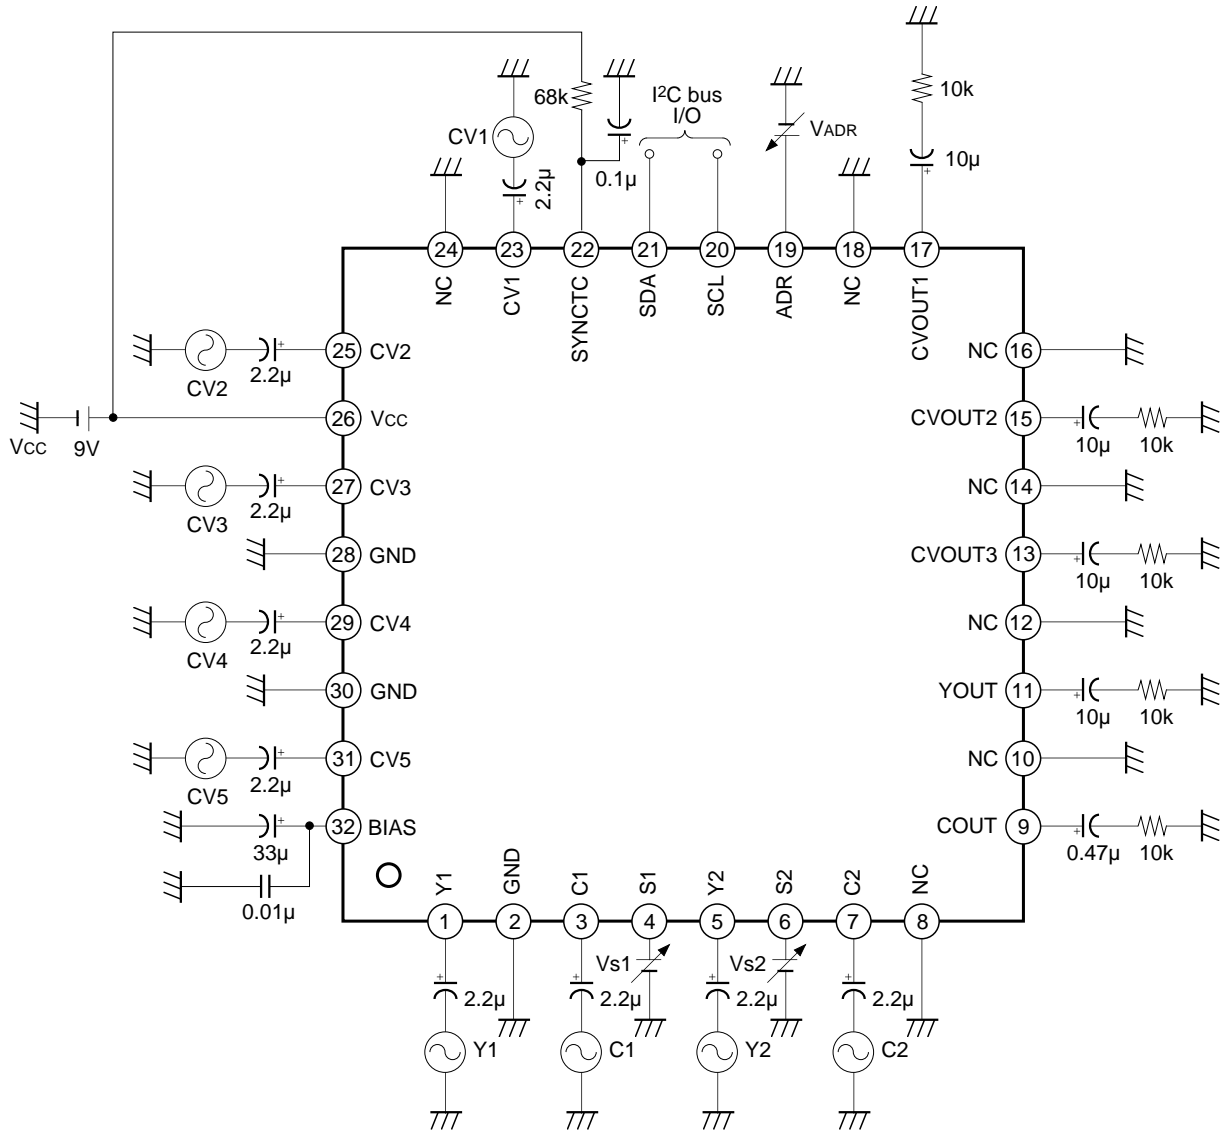 I²C bus
I/O
10k
68k
VADR
CV1
10µ
2.2µ
0.1µ
24
23
22
21
20
19
18
17
NC
CV1
SYNCTC
SDA
SCL
ADR
NC
CVOUT1
25
CV2
2.2µ
CV2
NC
16
26
VCC
VCC
9V
CVOUT2
15
10µ
10k
27
CV3
2.2µ
CV3
NC
14
28
GND
CVOUT3
13
10µ
10k
29
CV4
2.2µ
CV4
NC
12
30
GND
YOUT
11
10µ
10k
31
CV5
2.2µ
CV5
NC
10
32
BIAS
33µ
0.01µ
COUT
9
0.47µ
10k
Y1
GND
C1
S1
Y2
S2
C2
NC
1
2
3
4
5
6
7
8
Vs1
Vs2
2.2µ
2.2µ
2.2µ
2.2µ
Y1
C1
Y2
C2